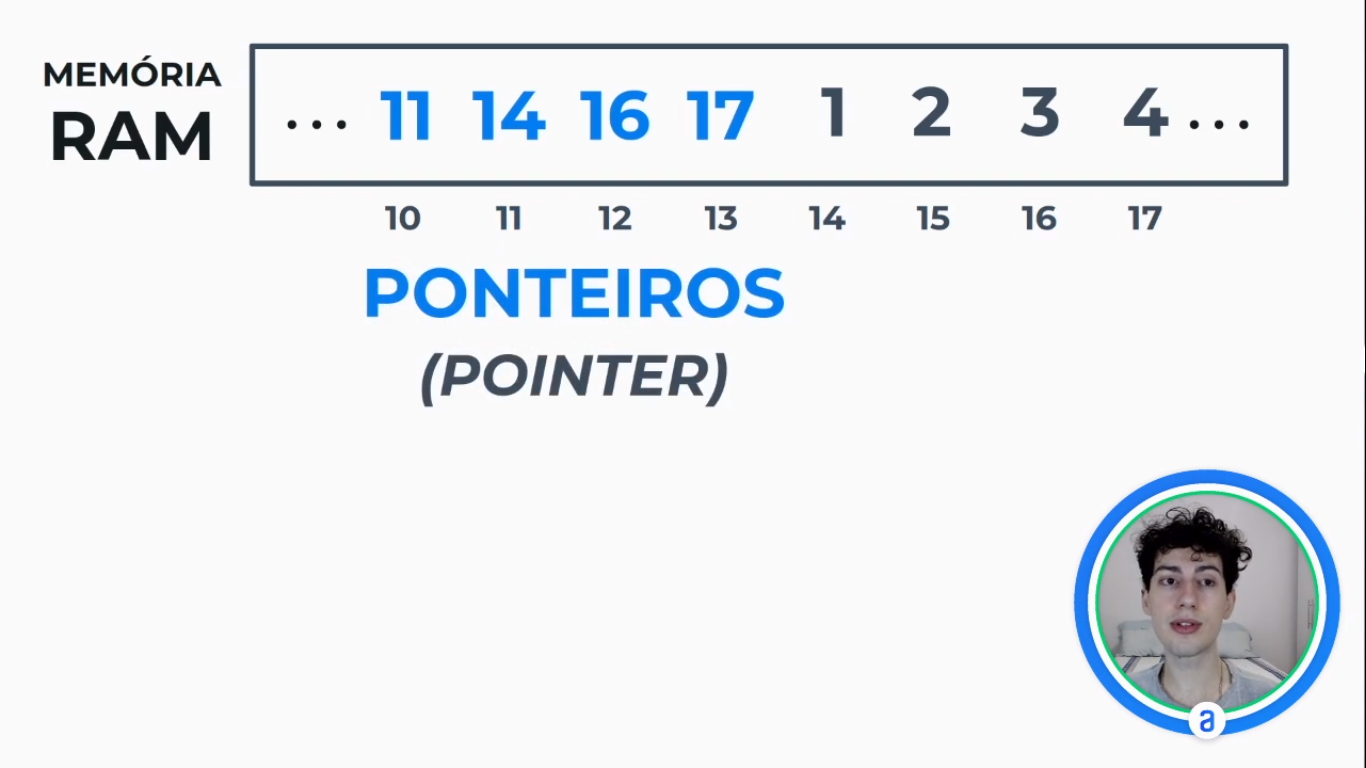 MEMÓRIA
RAM
... 11 14 16 17 1 2 3 4 ...
10 11 12 13 14 15 16 17
PONTEIROS
(POINTER)
a